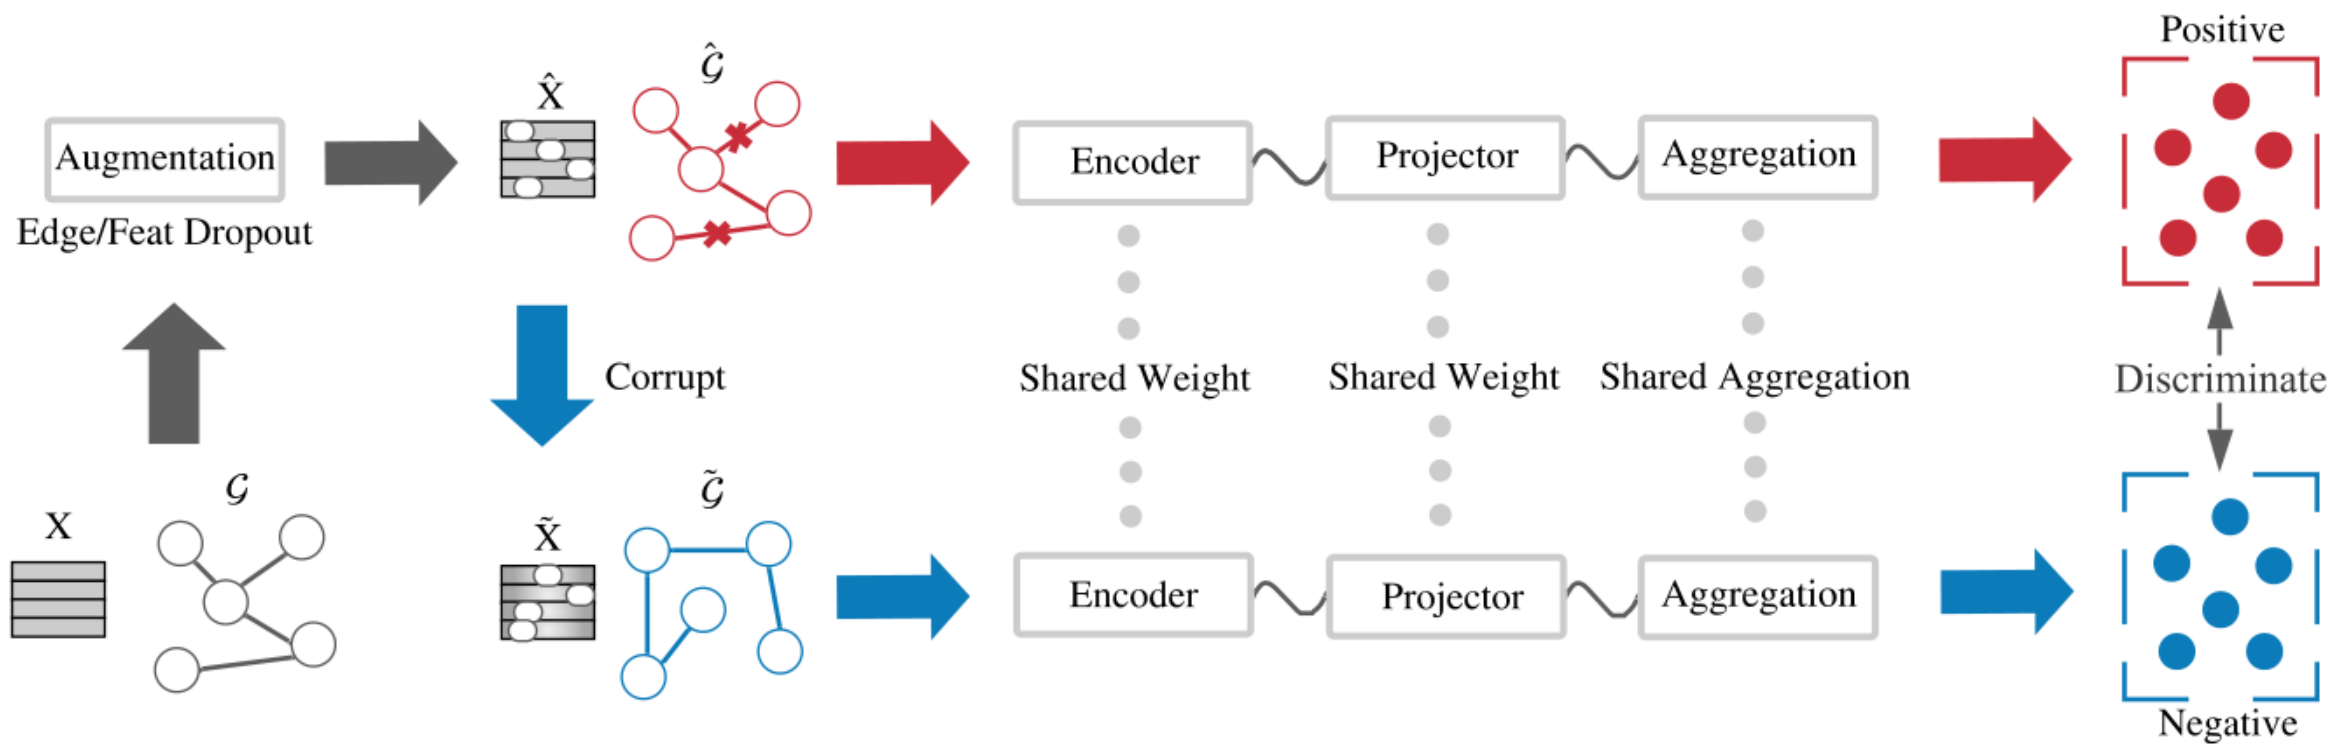 Positive
Ĝ
X̂
Augmentation
Encoder
Projector
Aggregation
Edge/Feat Dropout
Corrupt
Shared Weight
Shared Weight
Shared Aggregation
Discriminate
G
X
G̃
X̃
Encoder
Projector
Aggregation
Negative